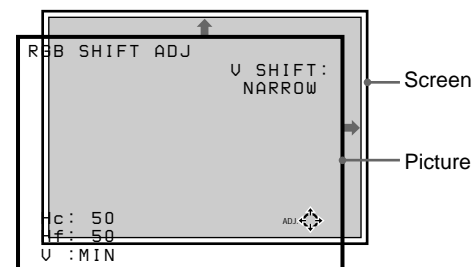 RGB SHIFT ADJ
V SHIFT:
NARROW
Screen
Picture
Hc: 50
Hf: 50
V :MIN
ADJ.